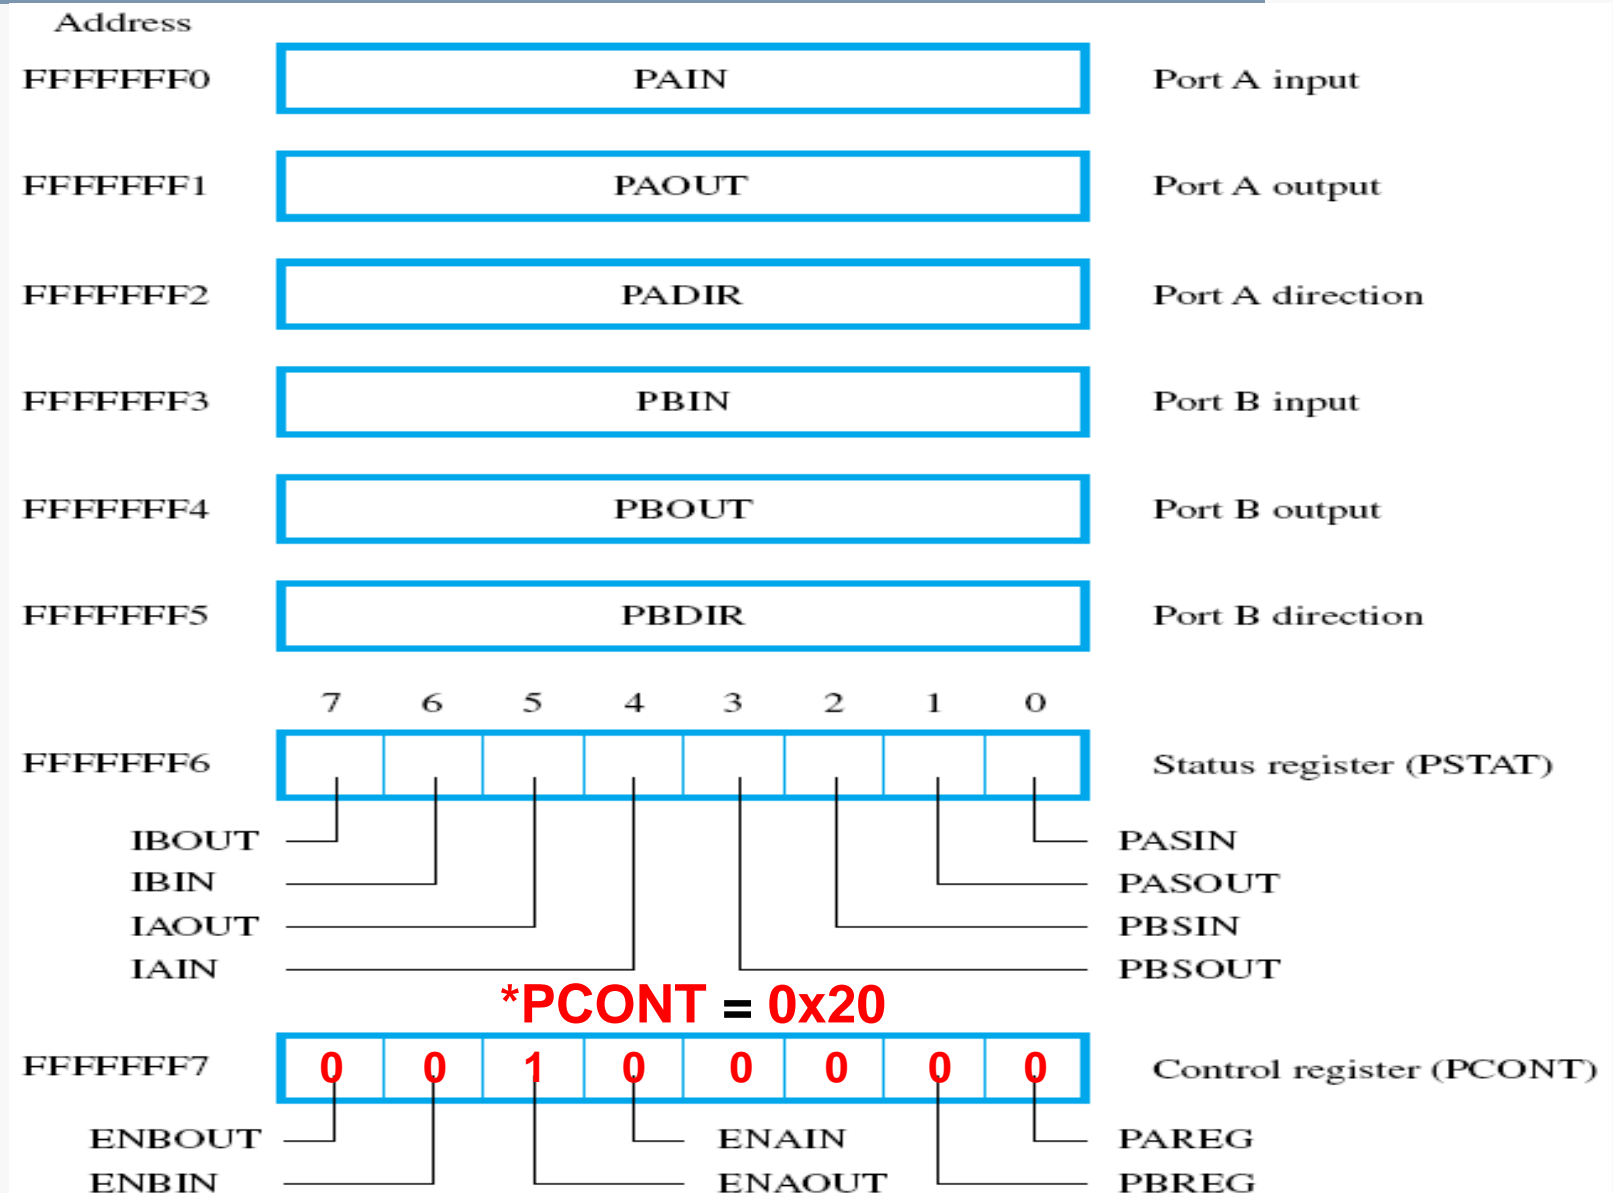 Address
FFFFFFF0 PAIN Port A input
FFFFFFF1 PAOUT Port A output
FFFFFFF2 PADIR Port A direction
FFFFFFF3 PBIN Port B input
FFFFFFF4 PBOUT Port B output
FFFFFFF5 PBDIR Port B direction
7 6 5 4 3 2 1 0
FFFFFFF6 Status register (PSTAT)
IBOUT PASIN
IBIN PASOUT
IAOUT PBSIN
IAIN PBSOUT
*PCONT = 0x20
FFFFFFF7 0 0 1 0 0 0 0 0 Control register (PCONT)
ENBOUT ENAIN PAREG
ENBIN ENAOUT PBREG